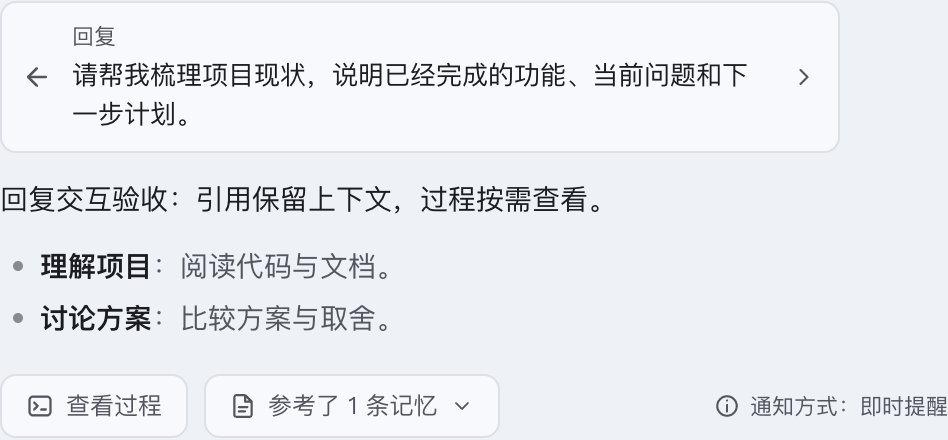 回复
请帮我梳理项目现状，说明已经完成的功能、当前问题和下
一步计划。
回复交互验收：引用保留上下文，过程按需查看。
理解项目：阅读代码与文档。
讨论方案：比较方案与取舍。
查看过程 参考了 1 条记忆 通知方式：即时提醒